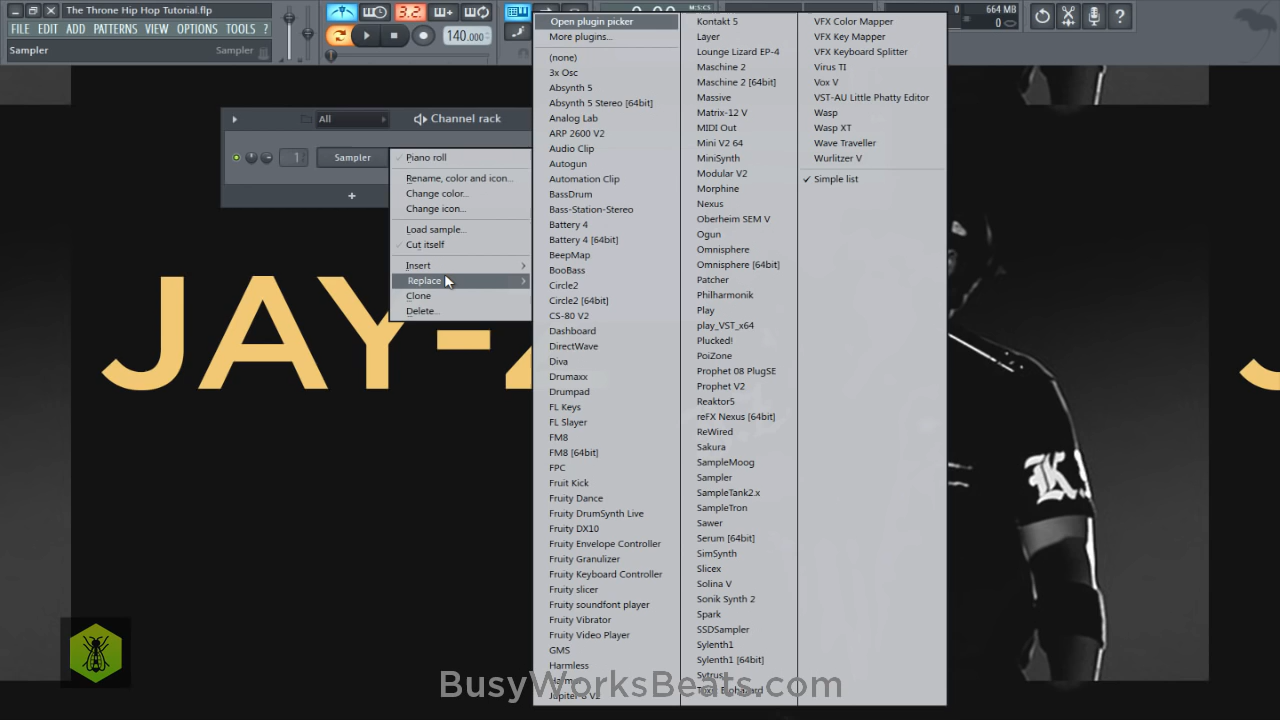 The Throne Hip Hop Tutorial.flp
FILE EDIT ADD PATTERNS VIEW OPTIONS TOOLS ?
Sampler Sampler
3.2
140.000
664 MB
0
0
All
Channel rack
1
Sampler
Piano roll
Rename, color and icon...
Change color...
Change icon...
Load sample...
Cut itself
Insert
Replace
Clone
Delete...
Open plugin picker
More plugins...
(none)
3x Osc
Absynth 5
Absynth 5 Stereo [64bit]
Analog Lab
ARP 2600 V2
Audio Clip
Autogun
Automation Clip
BassDrum
Bass-Station-Stereo
Battery 4
Battery 4 [64bit]
BeepMap
BooBass
Circle2
Circle2 [64bit]
CS-80 V2
Dashboard
DirectWave
Diva
Drumaxx
Drumpad
FL Keys
FL Slayer
FM8
FM8 [64bit]
FPC
Fruit Kick
Fruity Dance
Fruity DrumSynth Live
Fruity DX10
Fruity Envelope Controller
Fruity Granulizer
Fruity Keyboard Controller
Fruity slicer
Fruity soundfont player
Fruity Vibrator
Fruity Video Player
GMS
Harmless
Jupiter-8 V2
Kontakt 5
Layer
Lounge Lizard EP-4
Maschine 2
Maschine 2 [64bit]
Massive
Matrix-12 V
MIDI Out
Mini V2 64
MiniSynth
Modular V2
Morphine
Nexus
Oberheim SEM V
Ogun
Omnisphere
Omnisphere [64bit]
Patcher
Philharmonik
Play
play_VST_x64
Plucked!
PoiZone
Prophet 08 PlugSE
Prophet V2
Reaktor5
reFX Nexus [64bit]
ReWired
Sakura
SampleMoog
Sampler
SampleTank2.x
SampleTron
Sawer
Serum [64bit]
SimSynth
Slicex
Solina V
Sonik Synth 2
Spark
SSDSampler
Sylenth1
Sylenth1 [64bit]
Sytrus
Toxic Biohazard
VFX Color Mapper
VFX Key Mapper
VFX Keyboard Splitter
Virus TI
Vox V
VST-AU Little Phatty Editor
Wasp
Wasp XT
Wave Traveller
Wurlitzer V
Simple list
JAY-
BusyWorksBeats.com